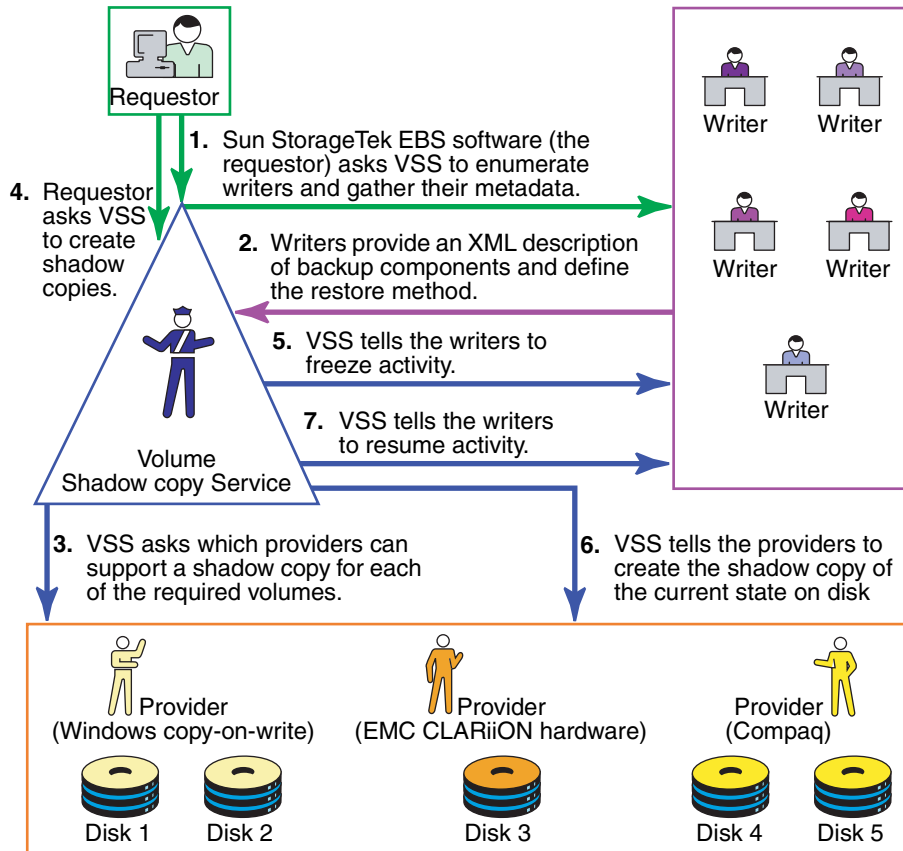 Requestor
Writer
Writer
1. Sun StorageTek EBS software (the
requestor) asks VSS to enumerate
writers and gather their metadata.
4. Requestor
asks VSS
to create
shadow
copies.
2. Writers provide an XML description
of backup components and define
the restore method.
Writer
Writer
5. VSS tells the writers to
freeze activity.
Writer
7. VSS tells the writers
to resume activity.
Volume
Shadow copy Service
3. VSS asks which providers can
support a shadow copy for each
of the required volumes.
6. VSS tells the providers to
create the shadow copy of
the current state on disk
Provider
(Windows copy-on-write)
Provider
(EMC CLARiiON hardware)
Provider
(Compaq)
Disk 1
Disk 2
Disk 3
Disk 4
Disk 5